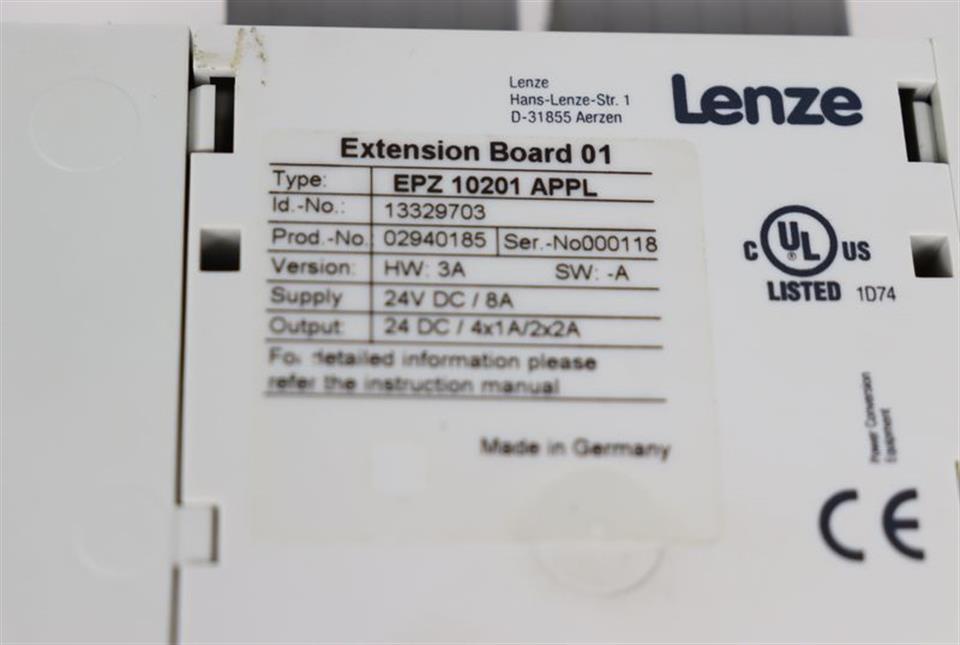 Lenze
Hans-Lenze-Str. 1
D-31855 Aerzen
Lenze
Extension Board 01
Type: EPZ 10201 APPL
Id.-No.: 13329703
Prod.-No.: 02940185 Ser.-No000118
Version: HW: 3A SW: -A
Supply 24V DC / 8A
Output: 24 DC / 4x1A/2x2A
For detailed information please
refer the instruction manual
Made in Germany
C UL® US
LISTED 1D74
Power Conversion
Equipment
CE